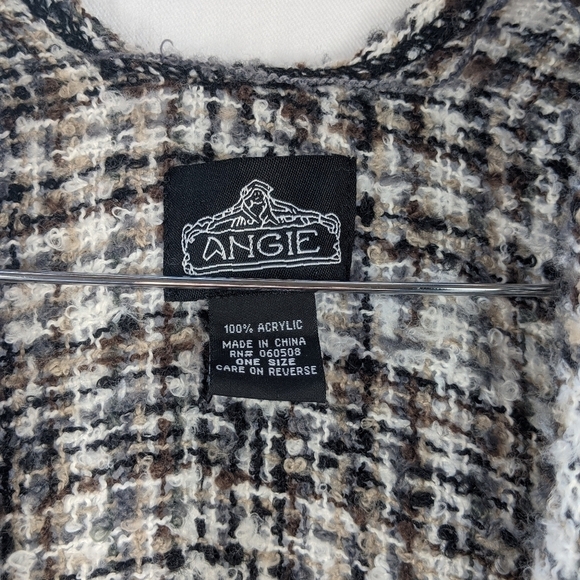 ANGIE
100% ACRYLIC
MADE IN CHINA
RN# 060508
ONE SIZE
CARE ON REVERSE